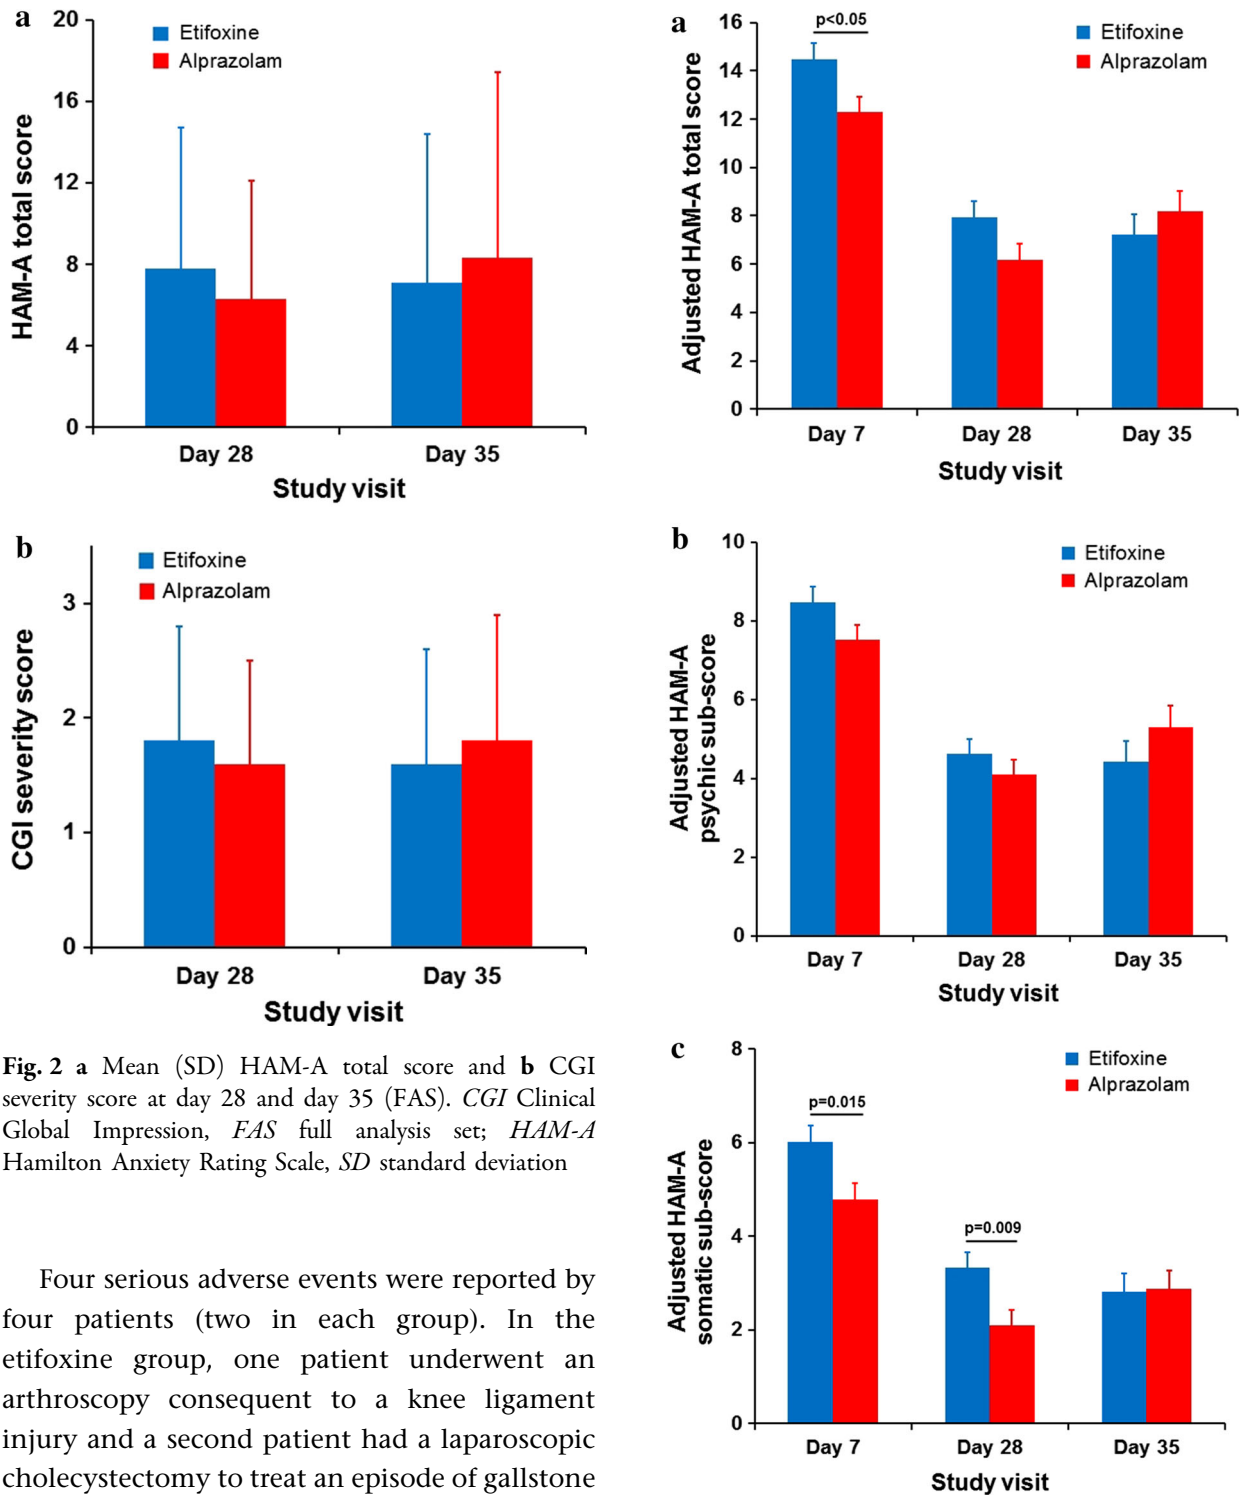 a
20
16
12
8
4
0
HAM-A total score
Etifoxine
Alprazolam
Day 28
Day 35
Study visit
b
3
2
1
0
CGI severity score
Etifoxine
Alprazolam
Day 28
Day 35
Study visit
Fig. 2 a Mean (SD) HAM-A total score and b CGI
severity score at day 28 and day 35 (FAS). CGI Clinical
Global Impression, FAS full analysis set; HAM-A
Hamilton Anxiety Rating Scale, SD standard deviation
Four serious adverse events were reported by
four patients (two in each group). In the
etifoxine group, one patient underwent an
arthroscopy consequent to a knee ligament
injury and a second patient had a laparoscopic
cholecystectomy to treat an episode of gallstone
a
16
14
12
10
8
6
4
2
0
Adjusted HAM-A total score
p<0.05
Etifoxine
Alprazolam
Day 7
Day 28
Day 35
Study visit
b
10
8
6
4
2
0
Adjusted HAM-A
psychic sub-score
Etifoxine
Alprazolam
Day 7
Day 28
Day 35
Study visit
c
8
6
4
2
0
Adjusted HAM-A
somatic sub-score
p=0.015
p=0.009
Etifoxine
Alprazolam
Day 7
Day 28
Day 35
Study visit